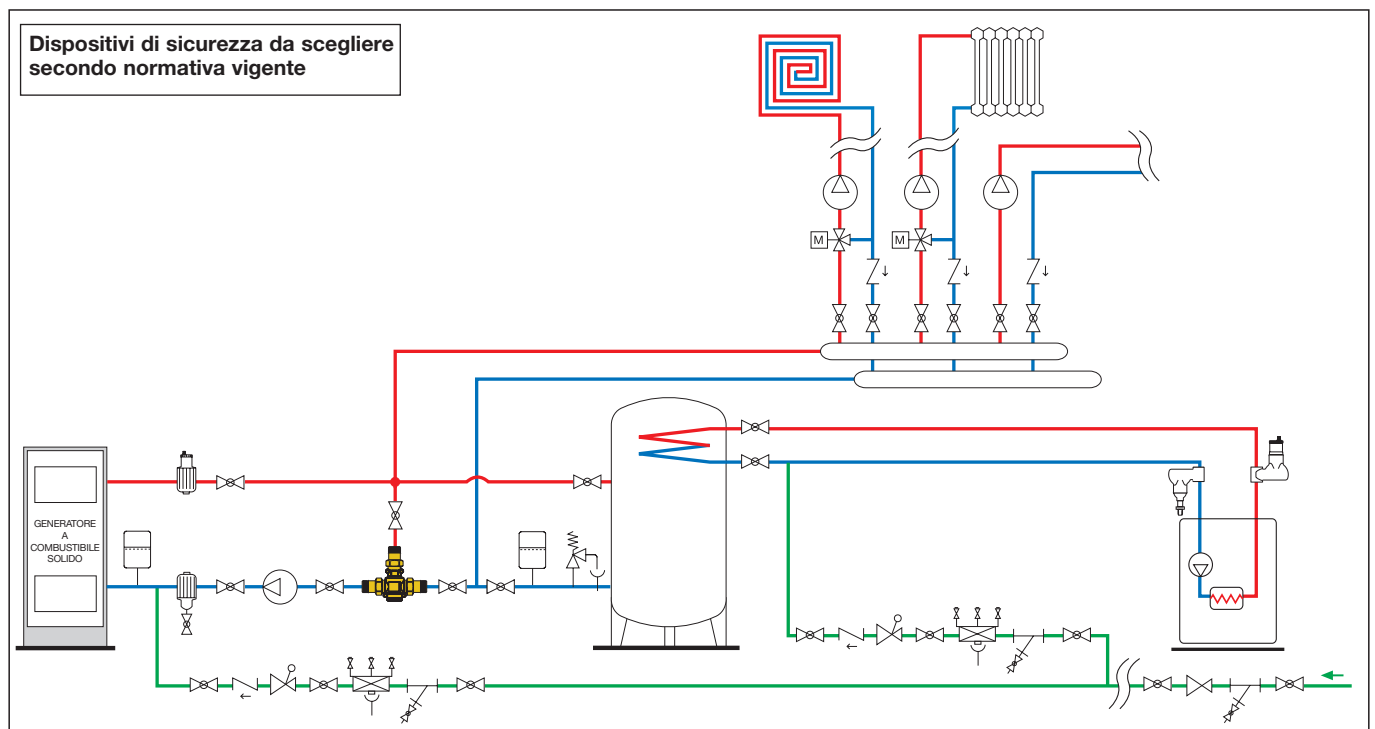 Dispositivi di sicurezza da scegliere
secondo normativa vigente
M
M
GENERATORE
A
COMBUSTIBILE
SOLIDO